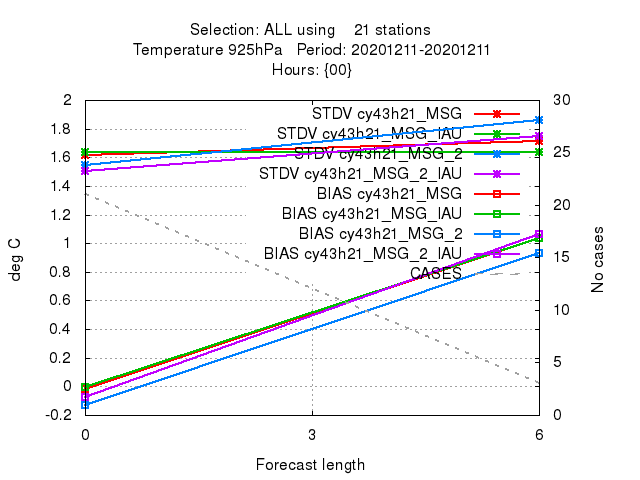 Selection: ALL using    21 stations
Temperature 925hPa   Period: 20201211-20201211
Hours: {00}
2
1.8
1.6
1.4
1.2
1
0.8
0.6
0.4
0.2
0
-0.2
deg C
STDV cy43h21_MSG
STDV cy43h21_MSG_IAU
STDV cy43h21_MSG_2
STDV cy43h21_MSG_2_IAU
BIAS cy43h21_MSG
BIAS cy43h21_MSG_IAU
BIAS cy43h21_MSG_2
BIAS cy43h21_MSG_2_IAU
CASES
30
25
20
15
10
5
0
No cases
0 3 6
Forecast length